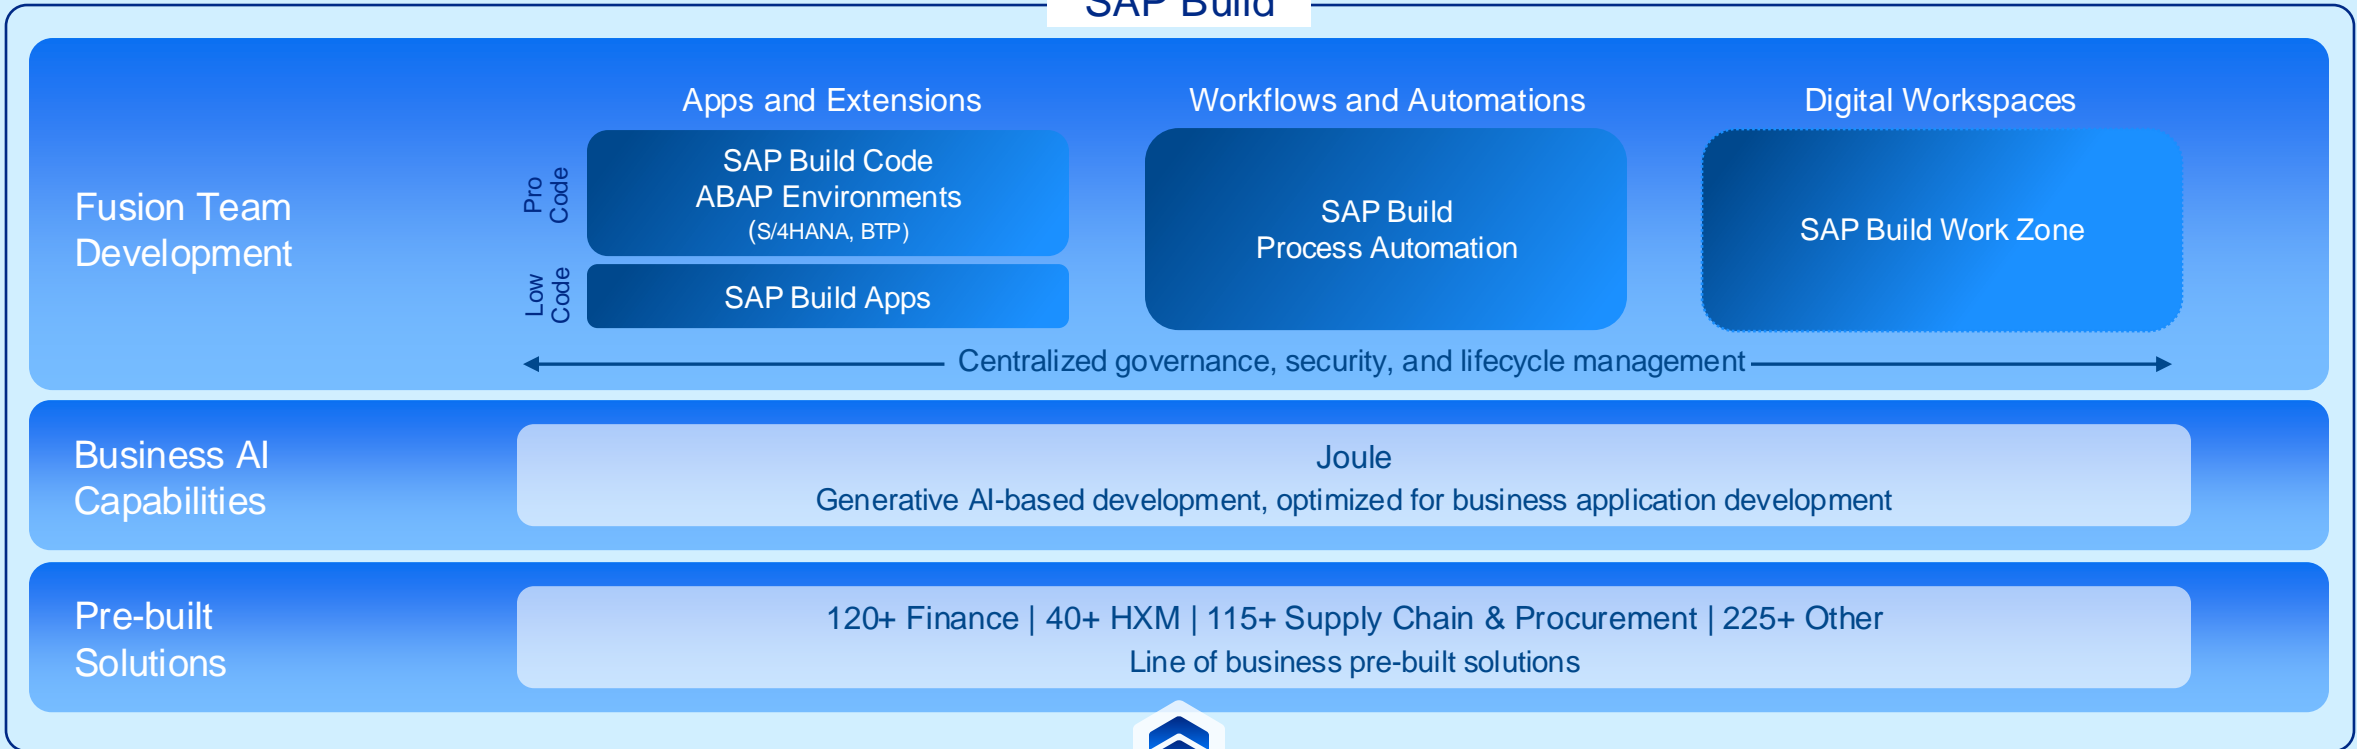 SAP Build
Apps and Extensions
Workflows and Automations
Digital Workspaces
Fusion Team
Development
Pro
Code
SAP Build Code
ABAP Environments
(S/4HANA, BTP)
Low
Code
SAP Build Apps
SAP Build
Process Automation
SAP Build Work Zone
Centralized governance, security, and lifecycle management
Business AI
Capabilities
Joule
Generative AI-based development, optimized for business application development
Pre-built
Solutions
120+ Finance | 40+ HXM | 115+ Supply Chain & Procurement | 225+ Other
Line of business pre-built solutions